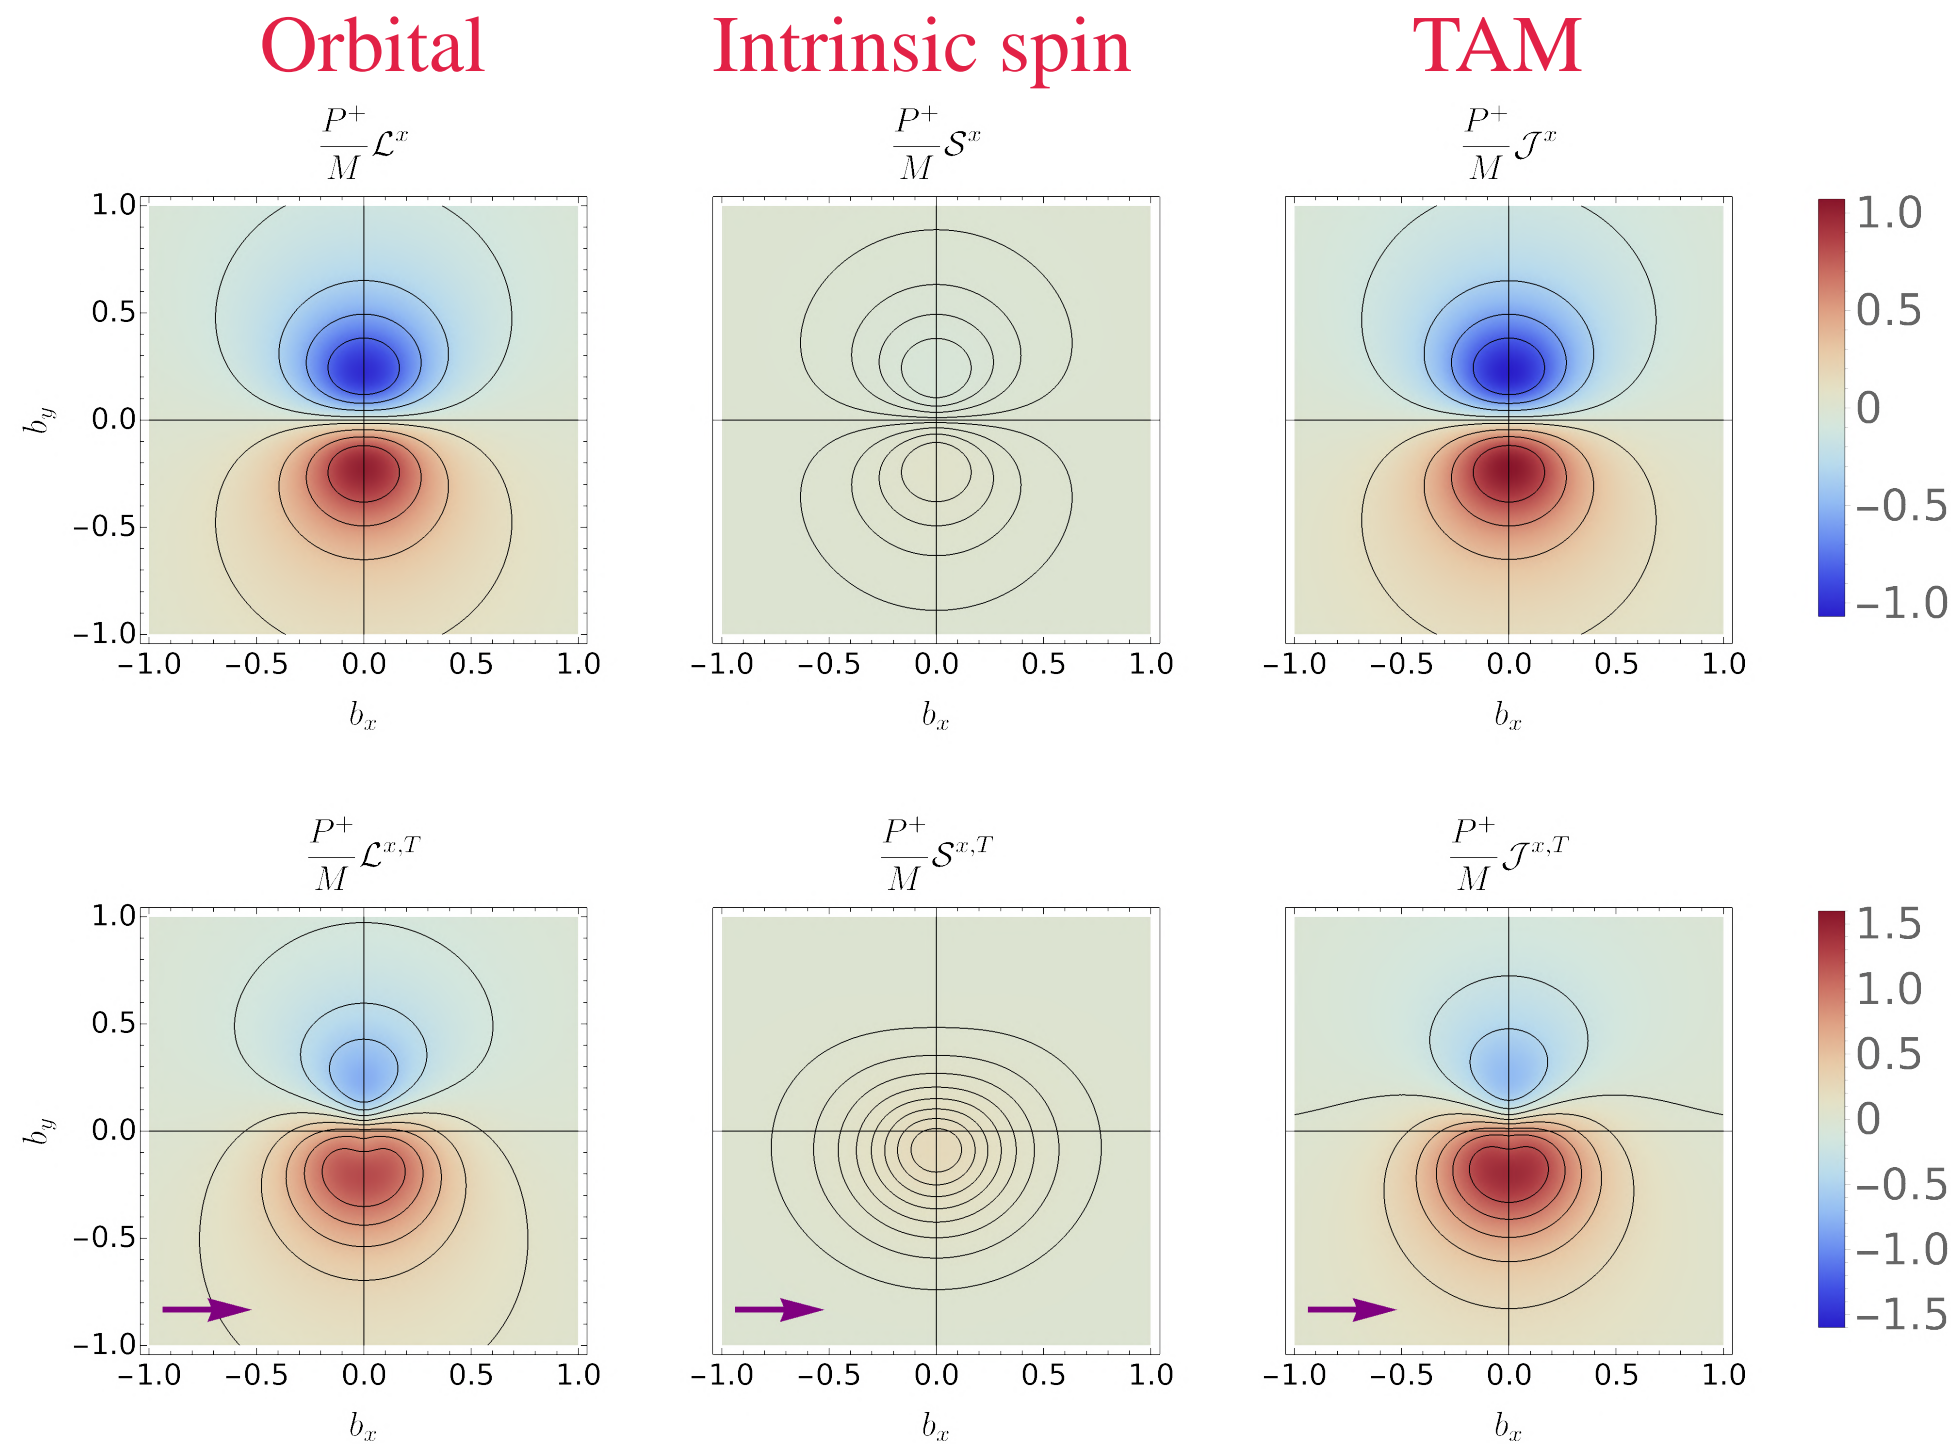 Orbital Intrinsic spin TAM
P⁺/M ℒˣ P⁺/M 𝒮ˣ P⁺/M 𝒥ˣ
1.0
0.5
0.0
−0.5
−1.0
b_y
−1.0 −0.5 0.0 0.5 1.0 −1.0 −0.5 0.0 0.5 1.0 −1.0 −0.5 0.0 0.5 1.0
b_x b_x b_x
1.0
0.5
0
−0.5
−1.0
P⁺/M ℒ^{x,T} P⁺/M 𝒮^{x,T} P⁺/M 𝒥^{x,T}
1.0
0.5
0.0
−0.5
−1.0
b_y
−1.0 −0.5 0.0 0.5 1.0 −1.0 −0.5 0.0 0.5 1.0 −1.0 −0.5 0.0 0.5 1.0
b_x b_x b_x
1.5
1.0
0.5
0
−0.5
−1.0
−1.5